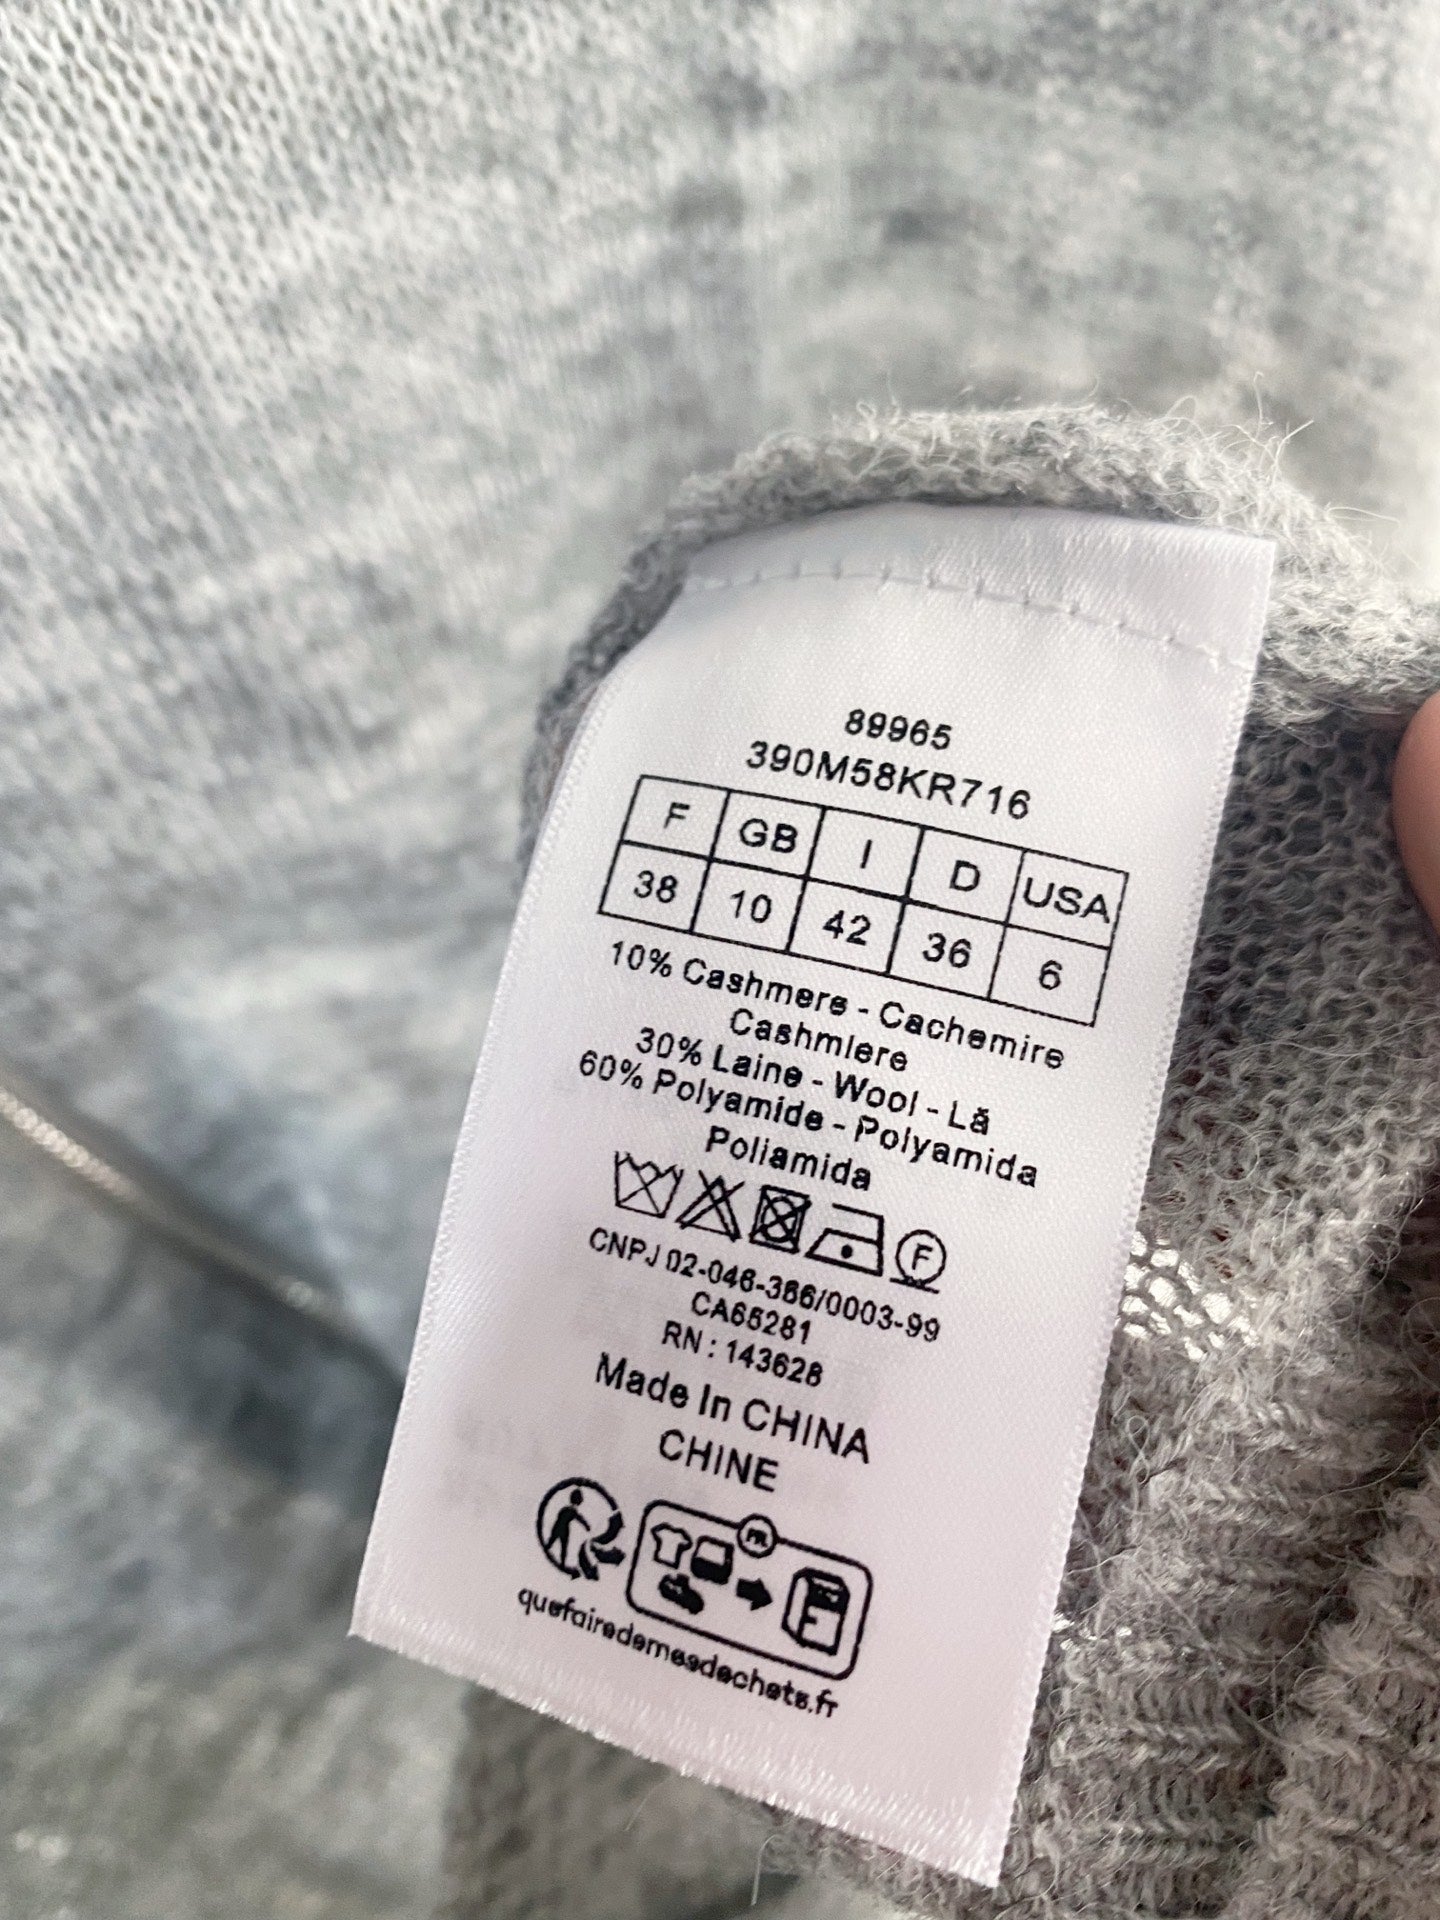 89965
390M58KR716
F GB I D USA
38 10 42 36 6
10% Cashmere - Cachemire
Cashmiere
30% Laine - Wool - Lã
60% Polyamide - Polyamida
Poliamida
F
CNPJ 02-046-386/0003-99
CA65281
RN : 143628
Made In CHINA
CHINE
FR
quefairedemesdechets.fr